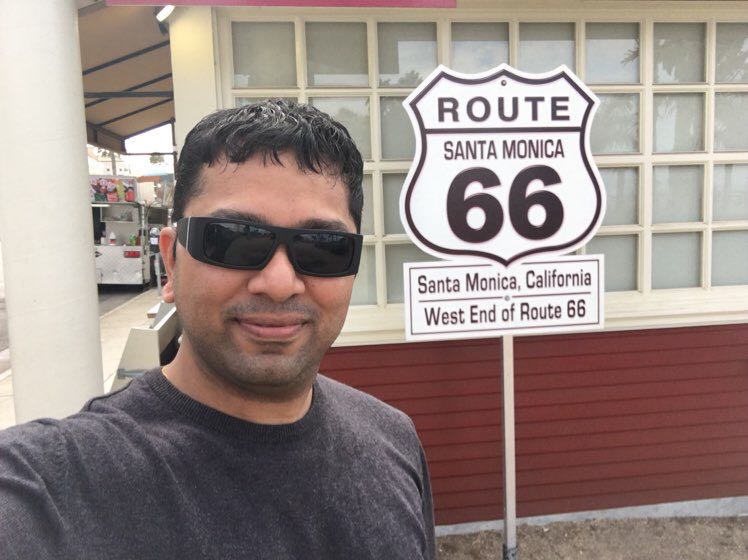 ROUTE
SANTA MONICA
66
Santa Monica, California
West End of Route 66